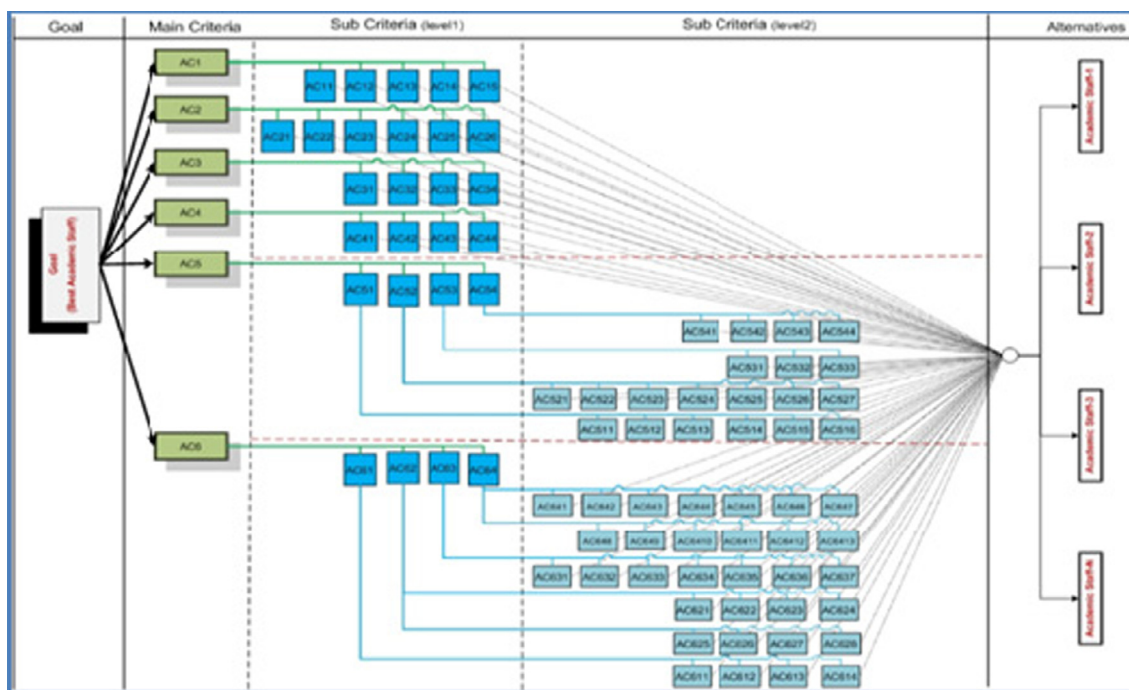 Goal
Main Criteria
Sub Criteria (level1)
Sub Criteria (level2)
Alternatives
AC1
AC11 AC12 AC13 AC14 AC15
AC2
AC21 AC22 AC23 AC24 AC25 AC26
AC3
AC31 AC32 AC33 AC34
AC4
AC41 AC42 AC43 AC44
AC5
AC51 AC52 AC53 AC54
AC541 AC542 AC543 AC544
AC531 AC532 AC533
AC521 AC522 AC523 AC524 AC525 AC526 AC527
AC511 AC512 AC513 AC514 AC515 AC516
AC6
AC61 AC62 AC63 AC64
AC641 AC642 AC643 AC644 AC645 AC646 AC647
AC648 AC649 AC6410 AC6411 AC6412 AC6413
AC631 AC632 AC633 AC634 AC635 AC636 AC637
AC621 AC622 AC623 AC624
AC625 AC626 AC627 AC628
AC611 AC612 AC613 AC614
Goal
(Best Academic Staff)
Academic Staff-1
Academic Staff-2
Academic Staff-3
Academic Staff-N